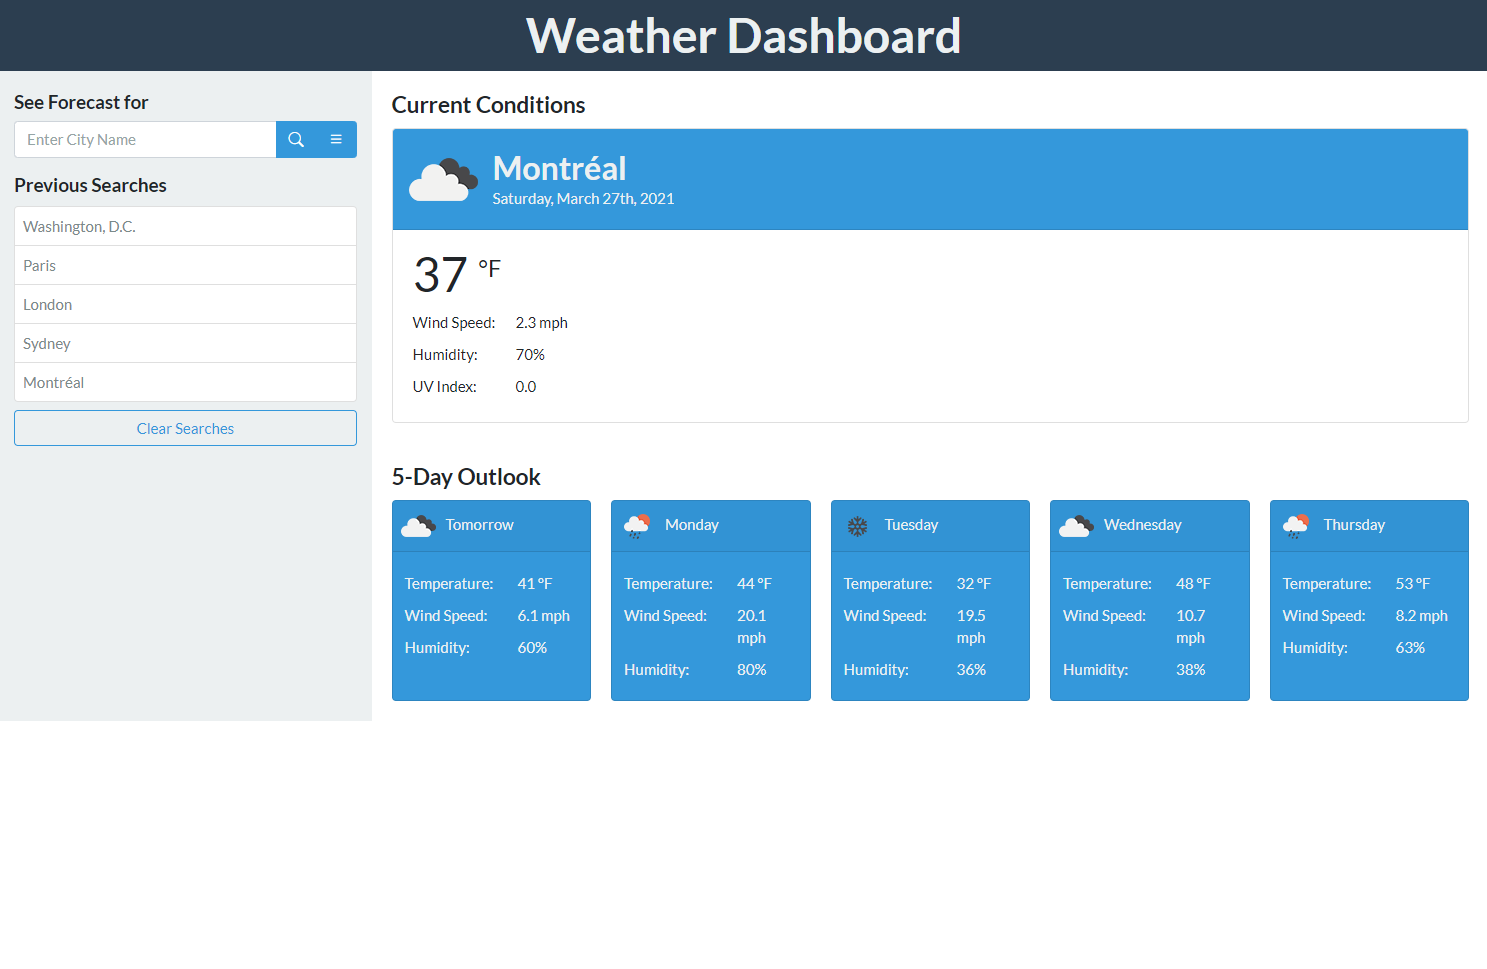 Weather Dashboard
See Forecast for
Enter City Name
Previous Searches
Washington, D.C.
Paris
London
Sydney
Montréal
Clear Searches
Current Conditions
Montréal
Saturday, March 27th, 2021
37 °F
Wind Speed: 2.3 mph
Humidity: 70%
UV Index: 0.0
5-Day Outlook
Tomorrow
Temperature: 41 °F
Wind Speed: 6.1 mph
Humidity: 60%
Monday
Temperature: 44 °F
Wind Speed: 20.1
mph
Humidity: 80%
Tuesday
Temperature: 32 °F
Wind Speed: 19.5
mph
Humidity: 36%
Wednesday
Temperature: 48 °F
Wind Speed: 10.7
mph
Humidity: 38%
Thursday
Temperature: 53 °F
Wind Speed: 8.2 mph
Humidity: 63%